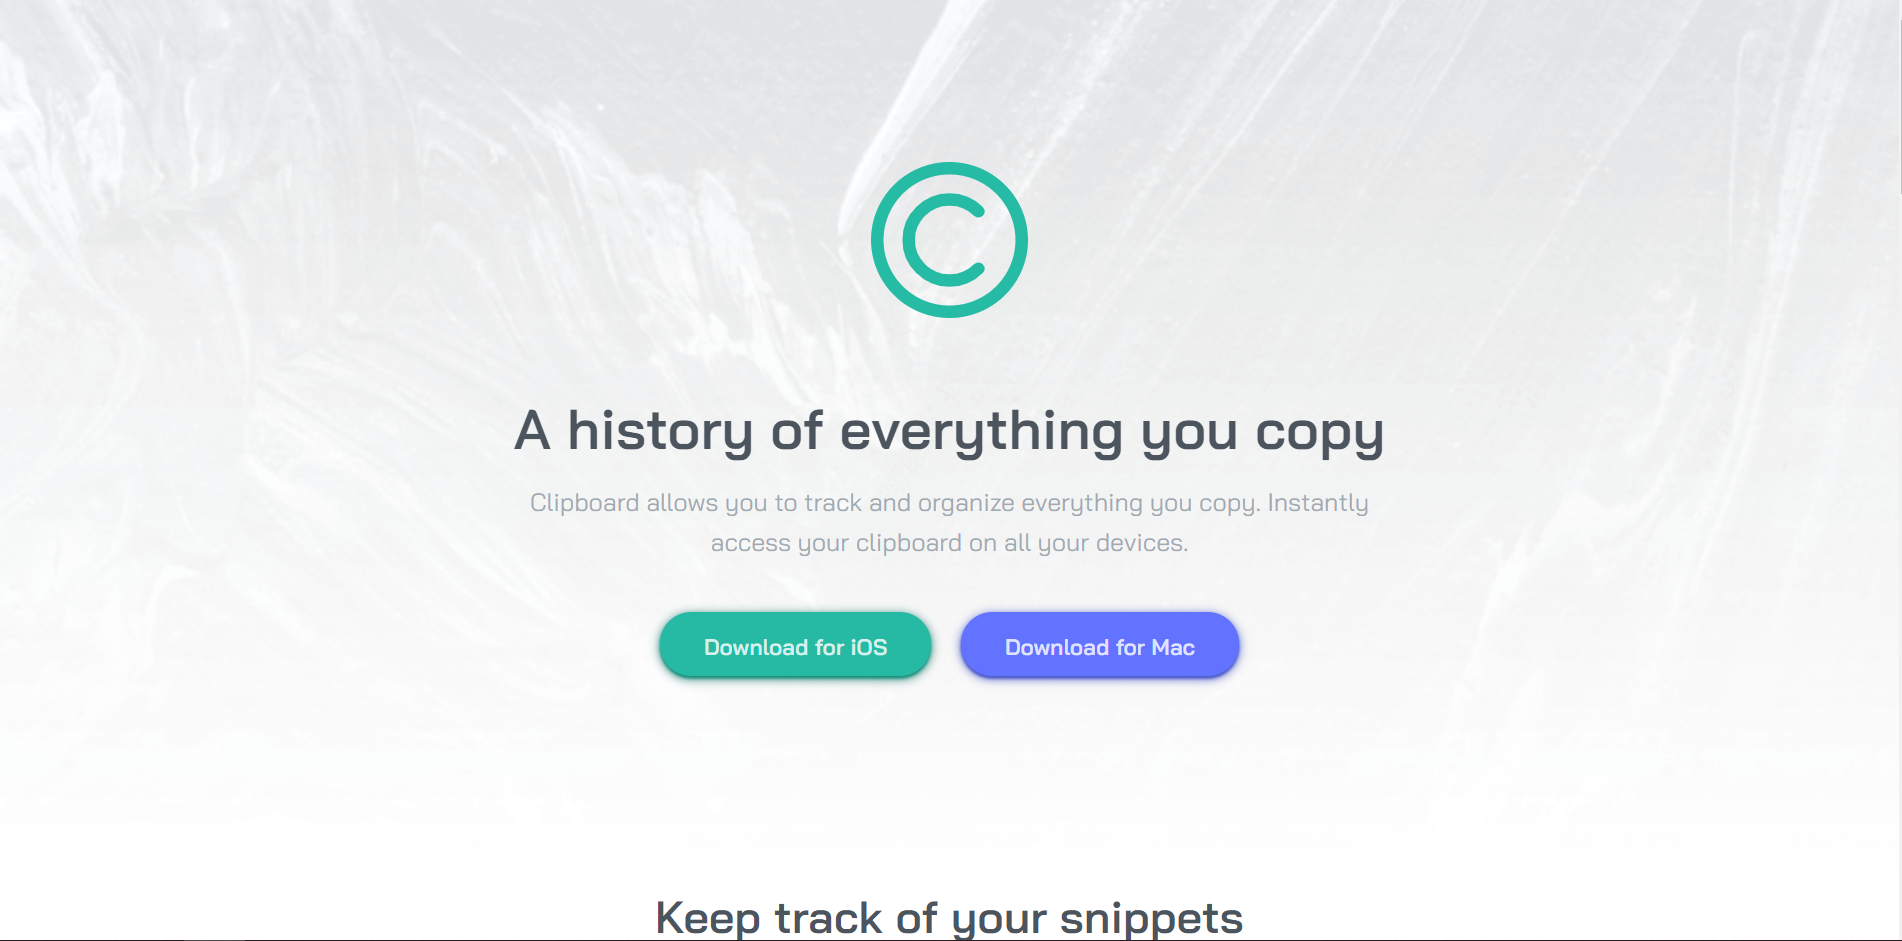 A history of everything you copy
Clipboard allows you to track and organize everything you copy. Instantly
access your clipboard on all your devices.
Download for iOS
Download for Mac
Keep track of your snippets